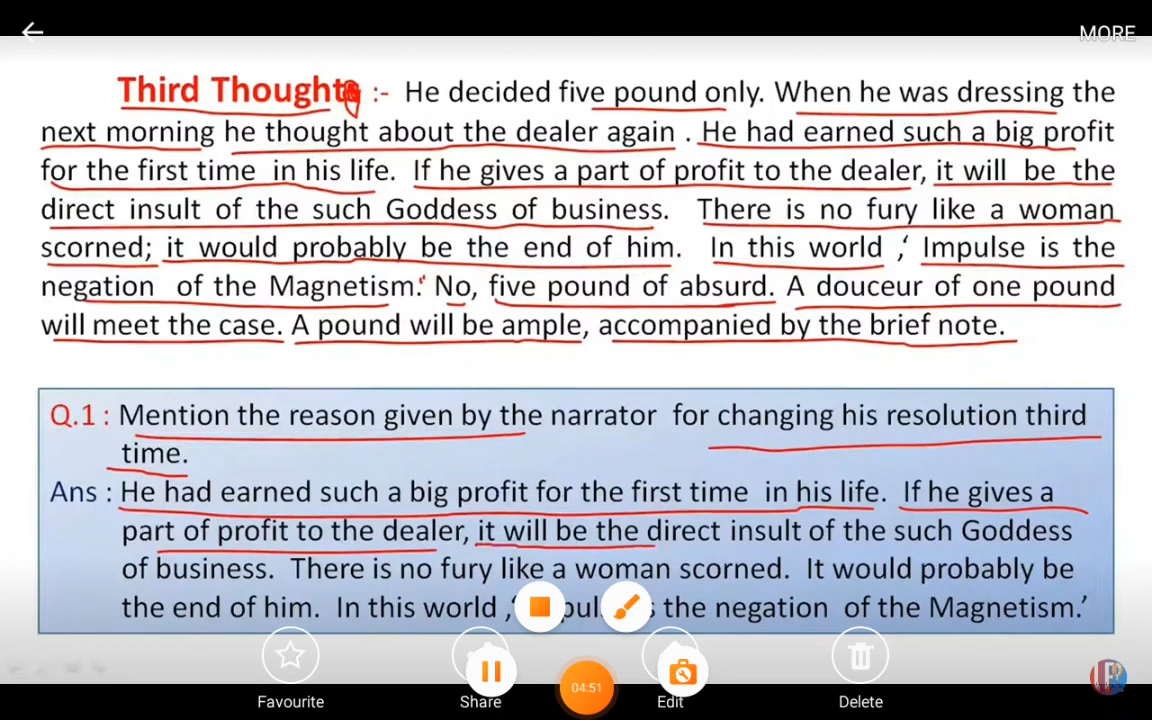 MORE
Third Thought :- He decided five pound only. When he was dressing the
next morning he thought about the dealer again . He had earned such a big profit
for the first time in his life. If he gives a part of profit to the dealer, it will be the
direct insult of the such Goddess of business. There is no fury like a woman
scorned; it would probably be the end of him. In this world ,‘ Impulse is the
negation of the Magnetism.‘ No, five pound of absurd. A douceur of one pound
will meet the case. A pound will be ample, accompanied by the brief note.
Q.1 : Mention the reason given by the narrator for changing his resolution third
time.
Ans : He had earned such a big profit for the first time in his life. If he gives a
part of profit to the dealer, it will be the direct insult of the such Goddess
of business. There is no fury like a woman scorned. It would probably be
the end of him. In this world ,‘ the negation of the Magnetism.’
04:51
Favourite Share Edit Delete